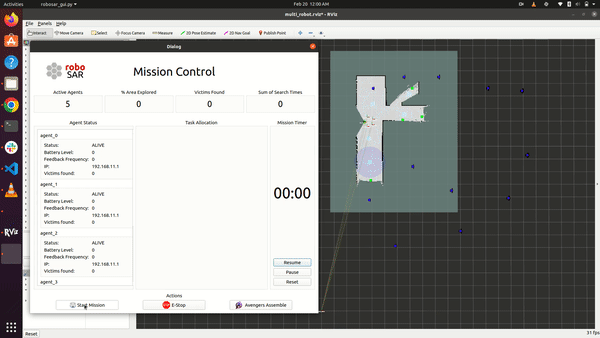 Activities
robosar_gui.py
Feb 20 12:00 AM
multi_robot.rviz* - RViz
File Panels Help
Interact Move Camera Select Focus Camera Measure 2D Pose Estimate 2D Nav Goal Publish Point
Dialog
robo
SAR
Mission Control
Active Agents % Area Explored Victims Found Sum of Search Times
5 0 0 0
Agent Status Task Allocation Mission Timer
agent_0
Status: ALIVE
Battery Level: 0
Feedback Frequency: 0
IP: 192.168.11.1
Victims found: 0
agent_1
Status: ALIVE
Battery Level: 0
Feedback Frequency: 0
IP: 192.168.11.1
Victims found: 0
agent_2
Status: ALIVE
Battery Level: 0
Feedback Frequency: 0
IP: 192.168.11.1
Victims found: 0
agent_3
00:00
Resume
Pause
Reset
Actions
Start Mission E-Stop Avengers Assemble
RViz
Reset
31 fps